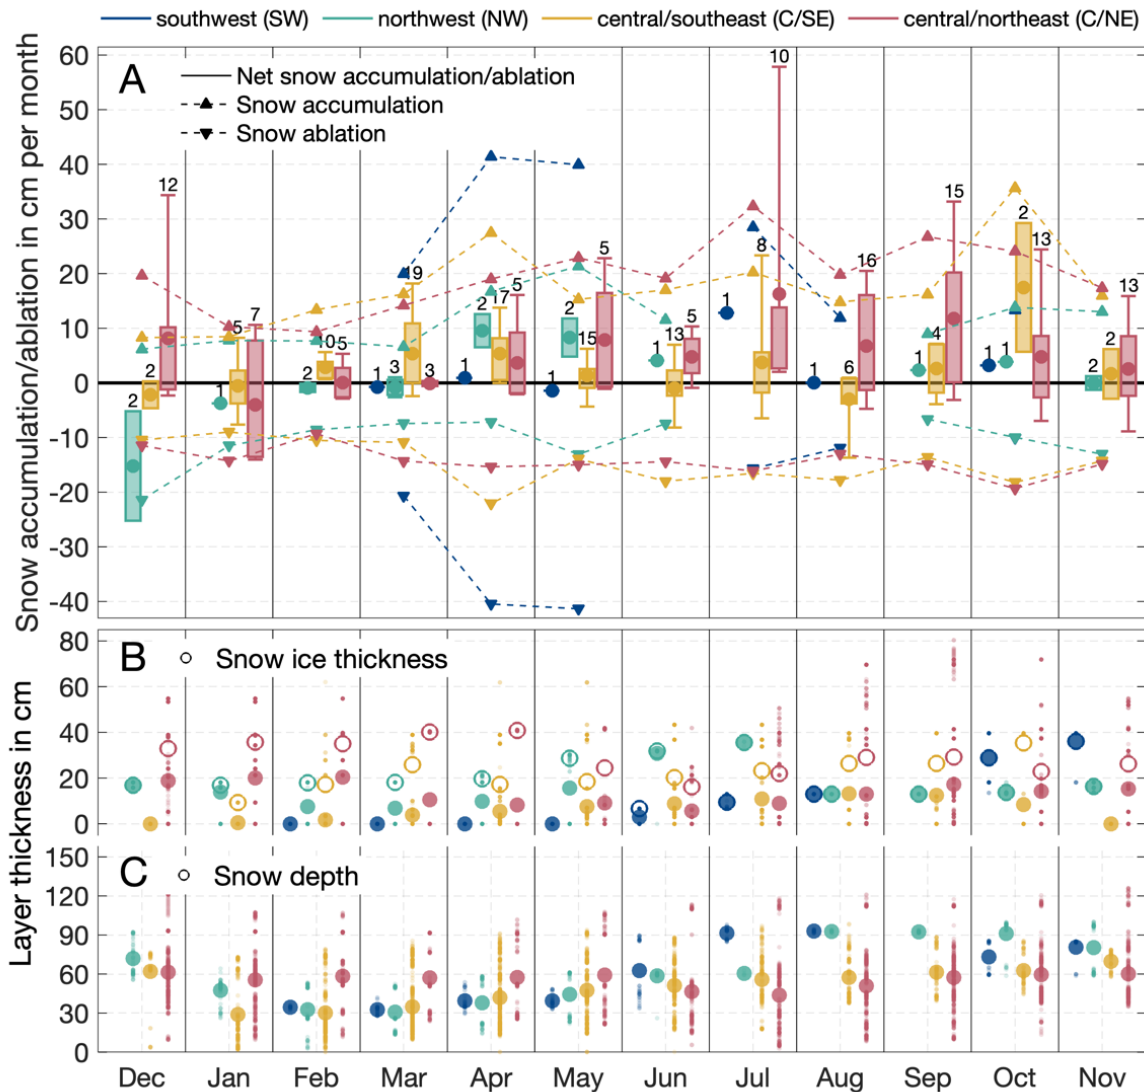 southwest (SW) northwest (NW) central/southeast (C/SE) central/northeast (C/NE)
Snow accumulation/ablation in cm per month
A
Net snow accumulation/ablation
Snow accumulation
Snow ablation
60
50
40
30
20
10
0
-10
-20
-30
-40
2 2 12
1 5 7
2 10 5
1 3 19 3
1 2 17 5
1 2 15 5
1 13 5
1 8 10
1 6 16
1 4 15
1 1 2 13
2 2 13
Layer thickness in cm
B
Snow ice thickness
80
60
40
20
0
C
Snow depth
150
120
90
60
30
0
Dec Jan Feb Mar Apr May Jun Jul Aug Sep Oct Nov